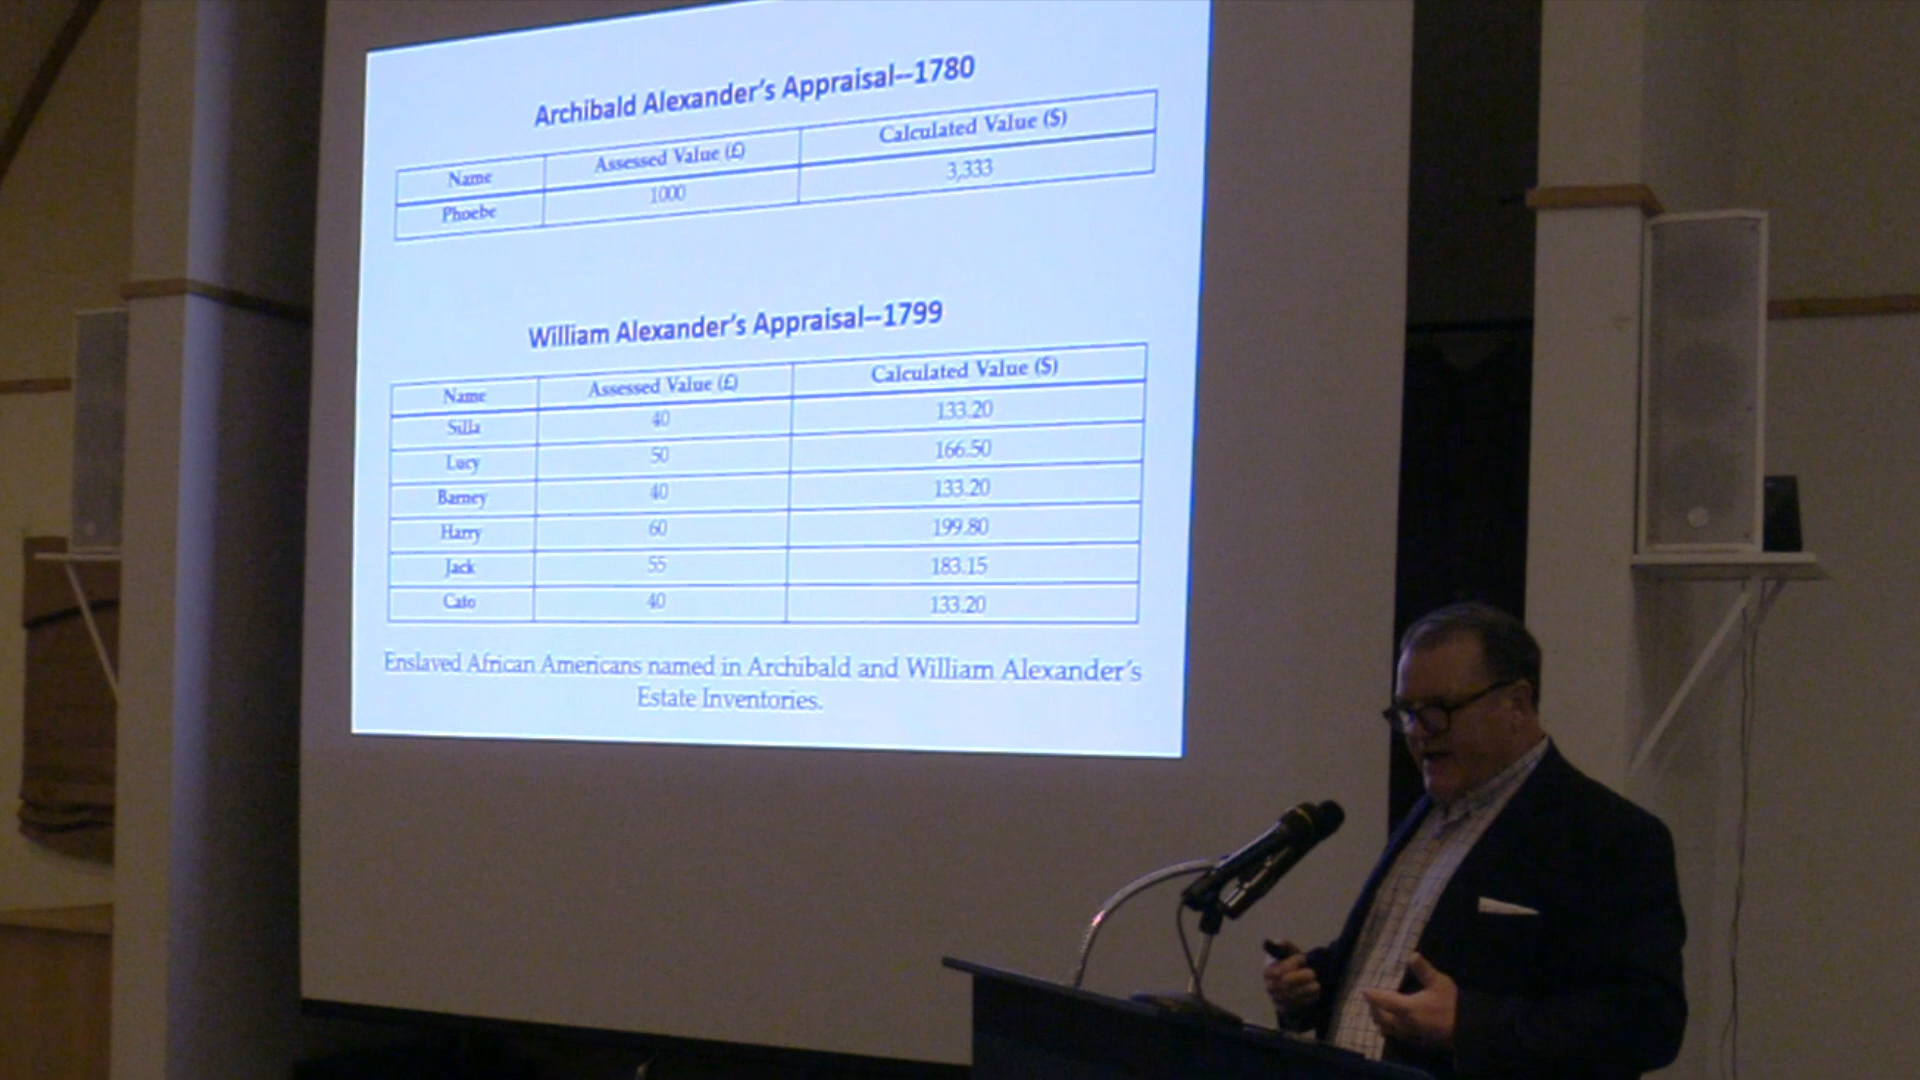 Archibald Alexander's Appraisal--1780
Name Assessed Value (£) Calculated Value ($)
Phoebe 1000 3,333
William Alexander's Appraisal--1799
Name Assessed Value (£) Calculated Value ($)
Silla 40 133.20
Lucy 50 166.50
Barney 40 133.20
Harry 60 199.80
Jack 55 183.15
Cato 40 133.20
Enslaved African Americans named in Archibald and William Alexander's
Estate Inventories.